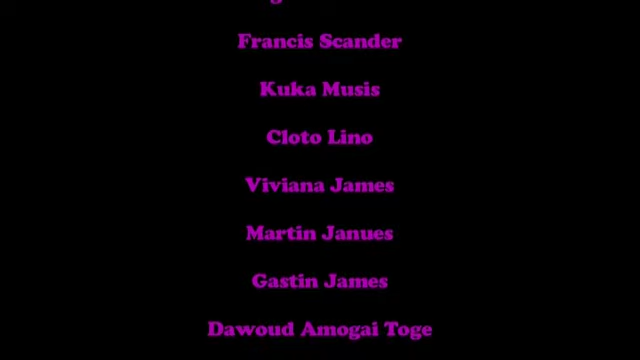 Francis Scander
Kuka Musis
Cloto Lino
Viviana James
Martin Janues
Gastin James
Dawoud Amogai Toge